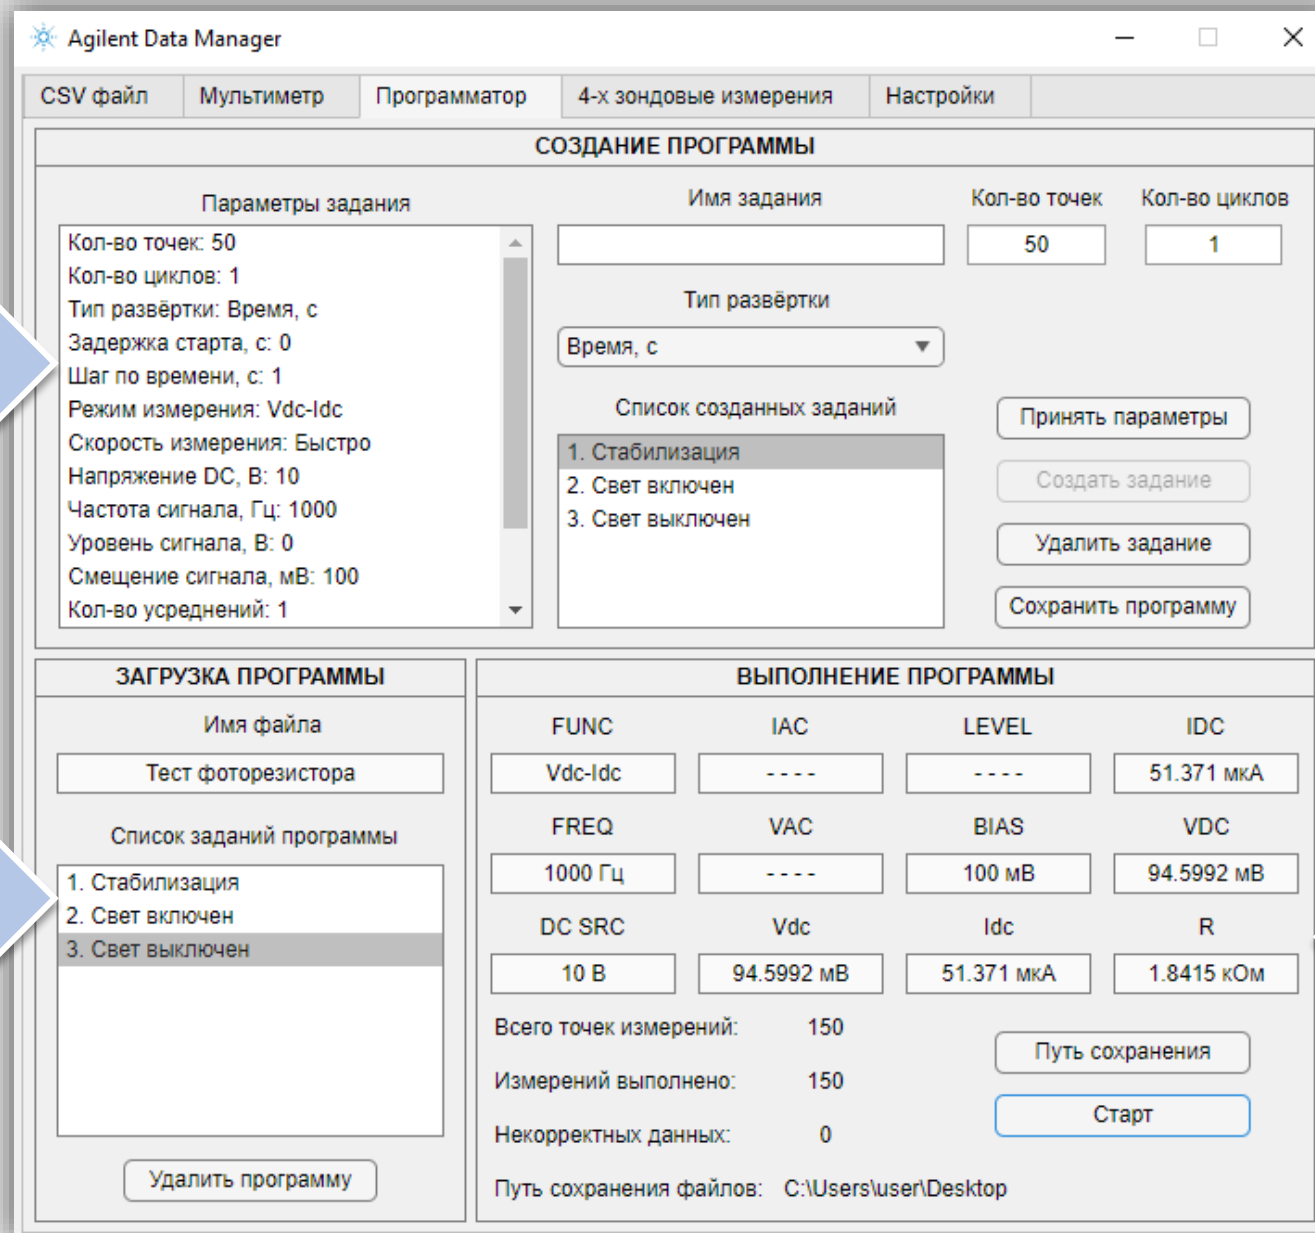 Agilent Data Manager
CSV файл
Мультиметр
Программатор
4-х зондовые измерения
Настройки
СОЗДАНИЕ ПРОГРАММЫ
Параметры задания
Кол-во точек: 50
Кол-во циклов: 1
Тип развёртки: Время, с
Задержка старта, с: 0
Шаг по времени, с: 1
Режим измерения: Vdc-Idc
Скорость измерения: Быстро
Напряжение DC, В: 10
Частота сигнала, Гц: 1000
Уровень сигнала, В: 0
Смещение сигнала, мВ: 100
Кол-во усреднений: 1
Имя задания
Кол-во точек
Кол-во циклов
50
1
Тип развёртки
Время, с
Список созданных заданий
1. Стабилизация
2. Свет включен
3. Свет выключен
Принять параметры
Создать задание
Удалить задание
Сохранить программу
ЗАГРУЗКА ПРОГРАММЫ
Имя файла
Тест фоторезистора
Список заданий программы
1. Стабилизация
2. Свет включен
3. Свет выключен
Удалить программу
ВЫПОЛНЕНИЕ ПРОГРАММЫ
FUNC
IAC
LEVEL
IDC
Vdc-Idc
- - - -
- - - -
51.371 мкА
FREQ
VAC
BIAS
VDC
1000 Гц
- - - -
100 мВ
94.5992 мВ
DC SRC
Vdc
Idc
R
10 В
94.5992 мВ
51.371 мкА
1.8415 кОм
Всего точек измерений: 150
Измерений выполнено: 150
Некорректных данных: 0
Путь сохранения файлов: C:\Users\user\Desktop
Путь сохранения
Старт